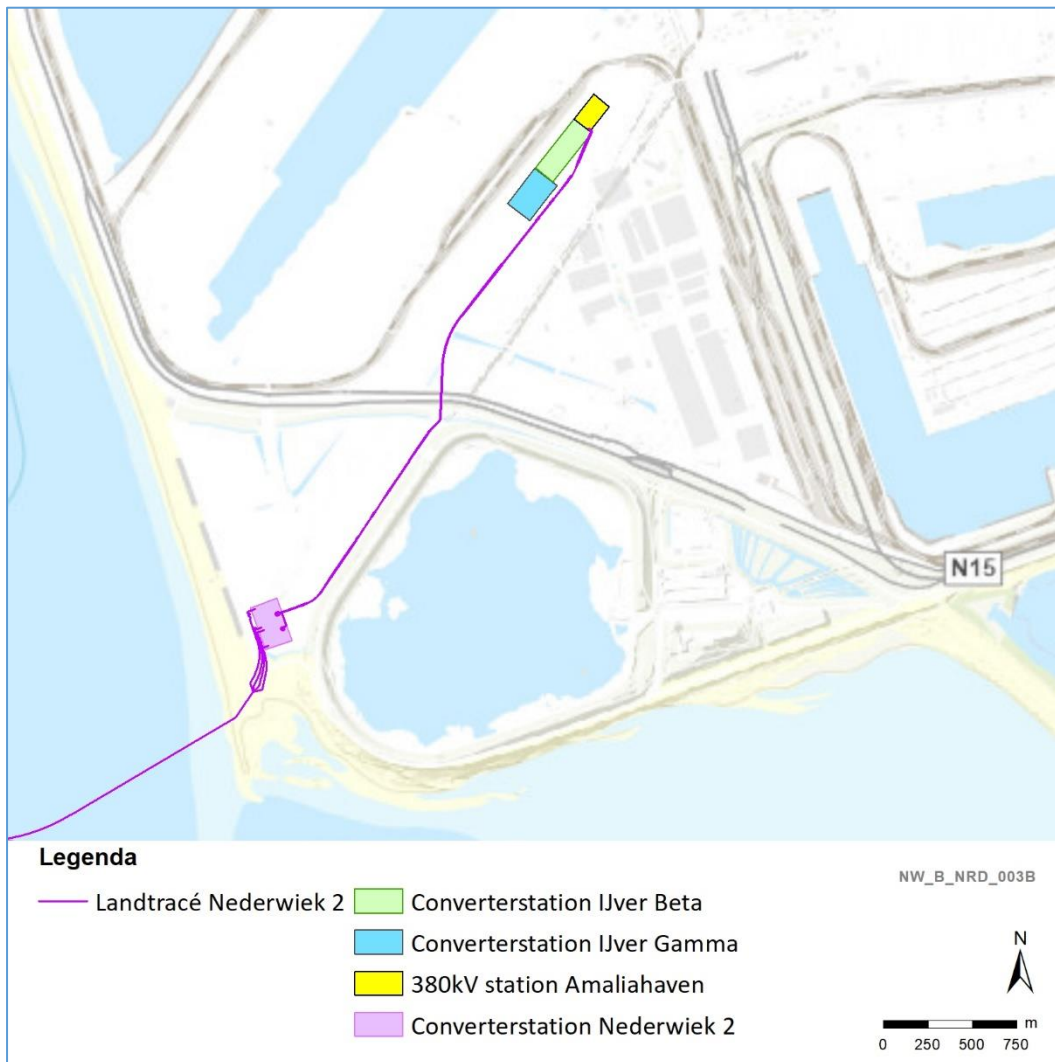 N15
Legenda
Landtracé Nederwiek 2
Converterstation IJver Beta
Converterstation IJver Gamma
380kV station Amaliahaven
Converterstation Nederwiek 2
NW_B_NRD_003B
N
m
0 250 500 750